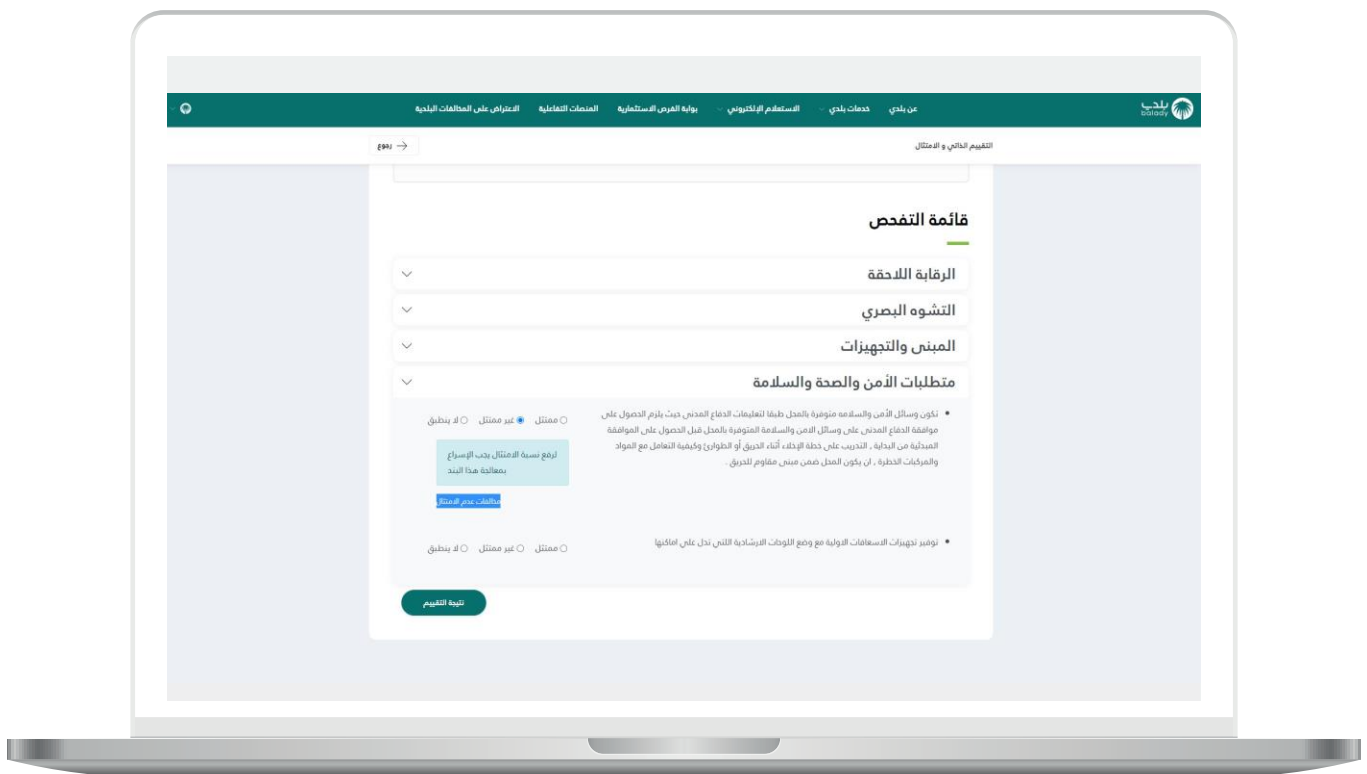 بلدي
balady
عن بلدي
خدمات بلدي
الاستعلام الإلكتروني
بوابة الفرص الاستثمارية
المنصات التفاعلية
الاعتراض على المخالفات البلدية
التقييم الذاتي و الامتثال
رجوع
قائمة التفحص
الرقابة اللاحقة
التشوه البصري
المبنى والتجهيزات
متطلبات الأمن والصحة والسلامة
تكون وسائل الأمن والسلامه متوفرة بالمحل طبقا لتعليمات الدفاع المدنى حيث يلزم الحصول على
موافقة الدفاع المدنى على وسائل الامن والسلامة المتوفرة بالمحل قبل الحصول على الموافقة
المبدئية من البداية , التدريب على خطة الإخلاء أثناء الحريق أو الطوارئ وكيفية التعامل مع المواد
والمركبات الخطرة , ان يكون المحل ضمن مبنى مقاوم للحريق .
ممتثل غير ممتثل لا ينطبق
لرفع نسبة الامتثال يجب الإسراع
بمعالجة هذا البند
مخالفات عدم الامتثال
توفير تجهيزات الاسعافات الاولية مع وضع اللوحات الارشادية اللتي تدل على اماكنها
ممتثل غير ممتثل لا ينطبق
نتيجة التقييم